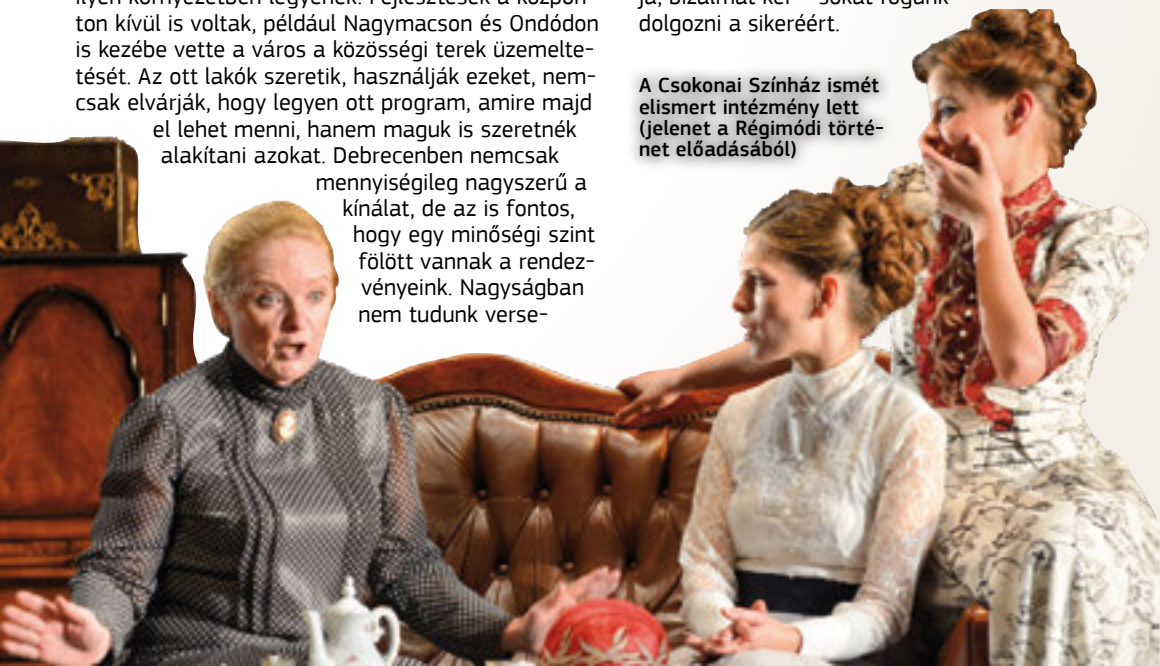 ilyen környezetben legyenek. Fejlesztések a közpon-
ton kívül is voltak, például Nagymacson és Ondódon
is kezébe vette a város a közösségi terek üzemelte-
tését. Az ott lakók szeretik, használják ezeket, nem-
csak elvárják, hogy legyen ott program, amire majd
el lehet menni, hanem maguk is szeretnék
alakítani azokat. Debrecenben nemcsak
mennyiségileg nagyszerű a
kínálat, de az is fontos,
hogy egy minőségi szint
fölött vannak a rendez-
vényeink. Nagyságban
nem tudunk verse-
ja, bizalmat kér – sokat fogunk
dolgozni a sikeréért.
A Csokonai Színház ismét
elismert intézmény lett
(jelenet a Régimódi törté-
net előadásából)